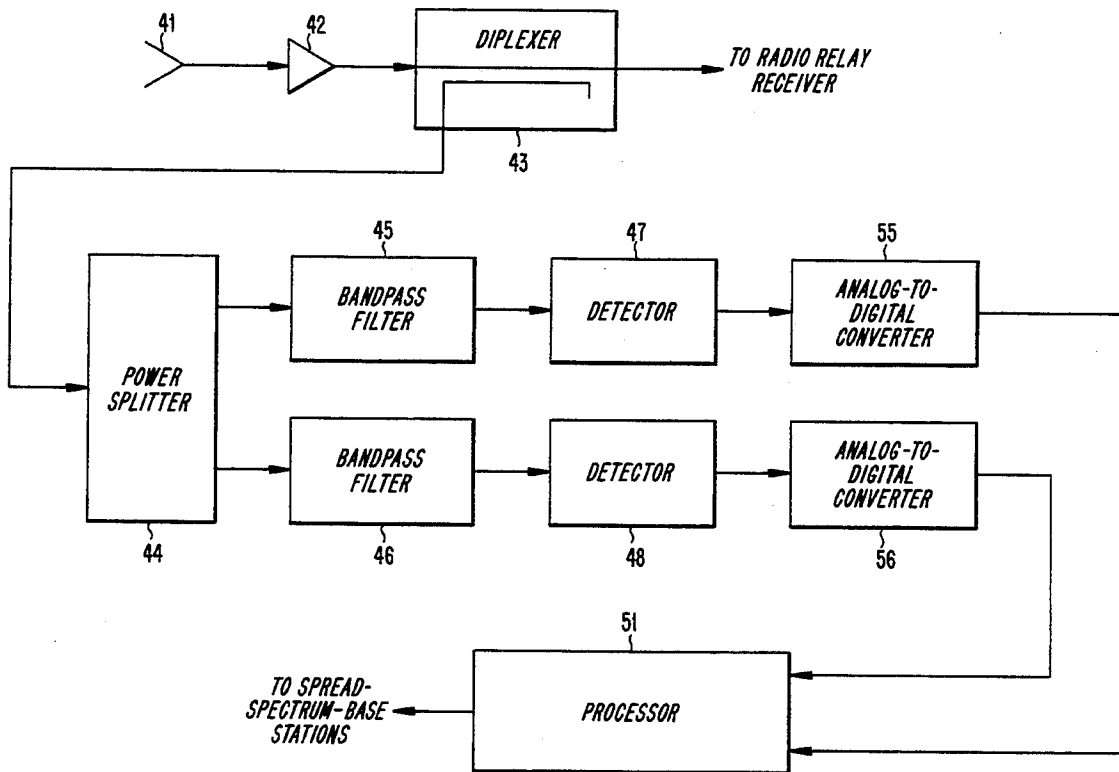 41
42
DIPLEXER
TO RADIO RELAY
RECEIVER
43
45
47
55
BANDPASS
FILTER
DETECTOR
ANALOG-TO-
DIGITAL
CONVERTER
POWER
SPLITTER
BANDPASS
FILTER
DETECTOR
ANALOG-TO-
DIGITAL
CONVERTER
44
46
48
56
51
TO SPREAD-
SPECTRUM-BASE
STATIONS
PROCESSOR